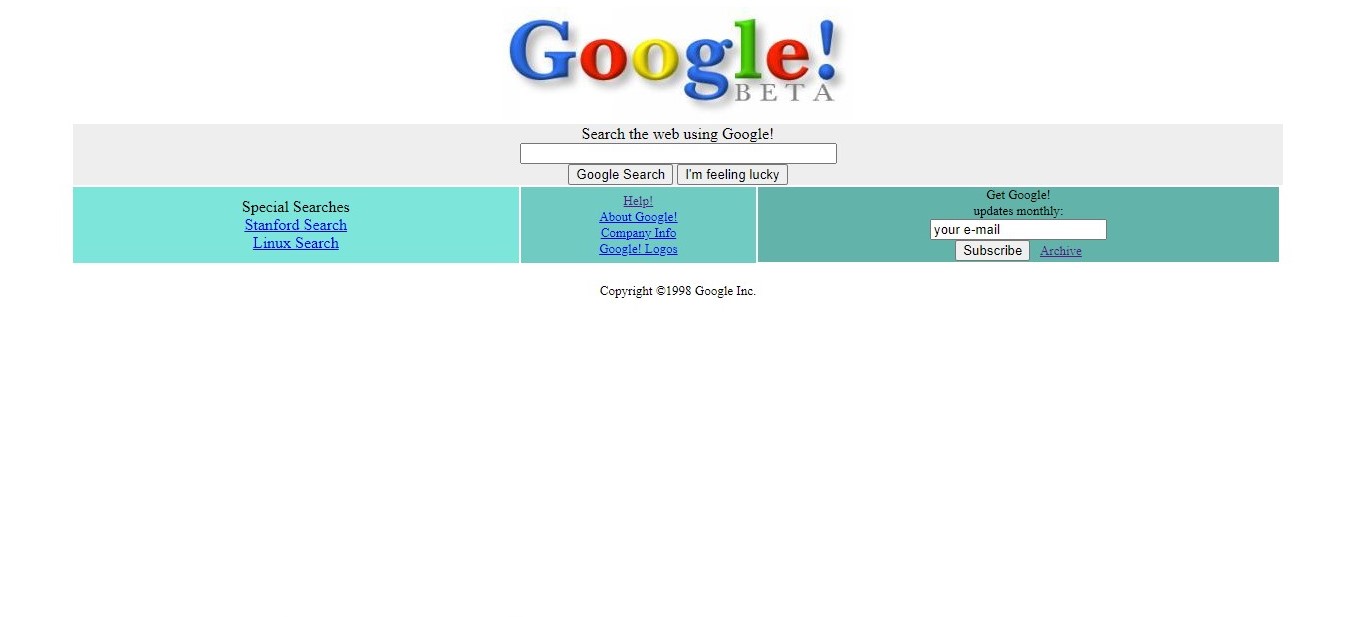 Google!
BETA
Search the web using Google!
Google Search I'm feeling lucky
Special Searches
Stanford Search
Linux Search
Help!
About Google!
Company Info
Google! Logos
Get Google!
updates monthly:
your e-mail
Subscribe Archive
Copyright ©1998 Google Inc.